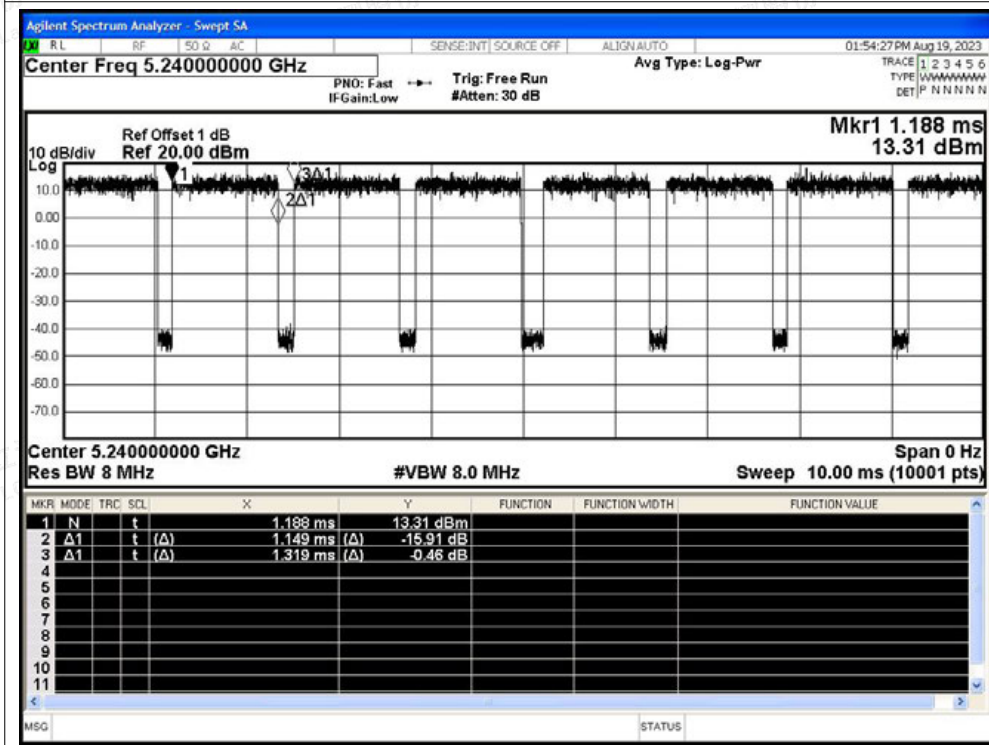 Agilent Spectrum Analyzer - Swept SA
RL RF 50 Ω AC SENSE:INT SOURCE OFF ALIGN AUTO 01:54:27 PM Aug 19, 2023
Center Freq 5.240000000 GHz Avg Type: Log-Pwr TRACE 1 2 3 4 5 6
PNO: Fast Trig: Free Run TYPE WWWWWW
IFGain:Low #Atten: 30 dB DET P N N N N N
Mkr1 1.188 ms
Ref Offset 1 dB
10 dB/div Ref 20.00 dBm 13.31 dBm
Log
1 3Δ1
10.0
2Δ1
0.00
-10.0
-20.0
-30.0
-40.0
-50.0
-60.0
-70.0
Center 5.240000000 GHz Span 0 Hz
Res BW 8 MHz #VBW 8.0 MHz Sweep 10.00 ms (10001 pts)
MKR MODE TRC SCL X Y FUNCTION FUNCTION WIDTH FUNCTION VALUE
1 N t 1.188 ms 13.31 dBm
2 Δ1 t (Δ) 1.149 ms (Δ) -15.91 dB
3 Δ1 t (Δ) 1.319 ms (Δ) -0.46 dB
4
5
6
7
8
9
10
11
MSG STATUS